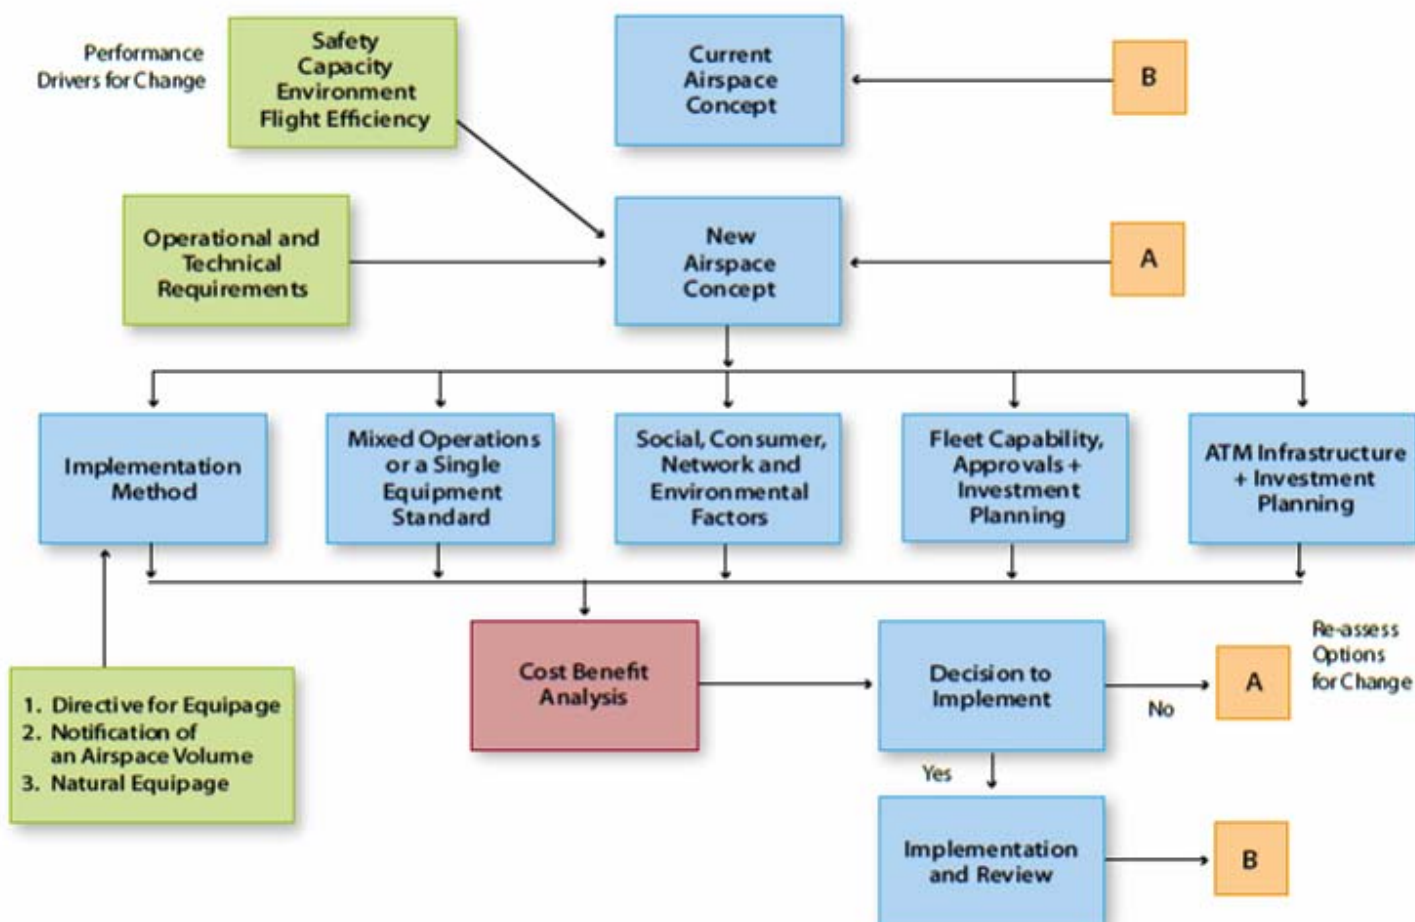 Performance
Drivers for Change
Safety
Capacity
Environment
Flight Efficiency
Current
Airspace
Concept
B
Operational and
Technical
Requirements
New
Airspace
Concept
A
Implementation
Method
Mixed Operations
or a Single
Equipment
Standard
Social, Consumer,
Network and
Environmental
Factors
Fleet Capability,
Approvals +
Investment
Planning
ATM Infrastructure
+ Investment
Planning
1. Directive for Equipage
2. Notification of
an Airspace Volume
3. Natural Equipage
Cost Benefit
Analysis
Decision to
Implement
No
A
Re-assess
Options
for Change
Yes
Implementation
and Review
B